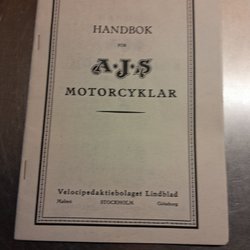 HANDBOK
FÖR
A·J·S
MOTORCYKLAR
Velocipedaktiebolaget Lindblad
Malmö STOCKHOLM Göteborg